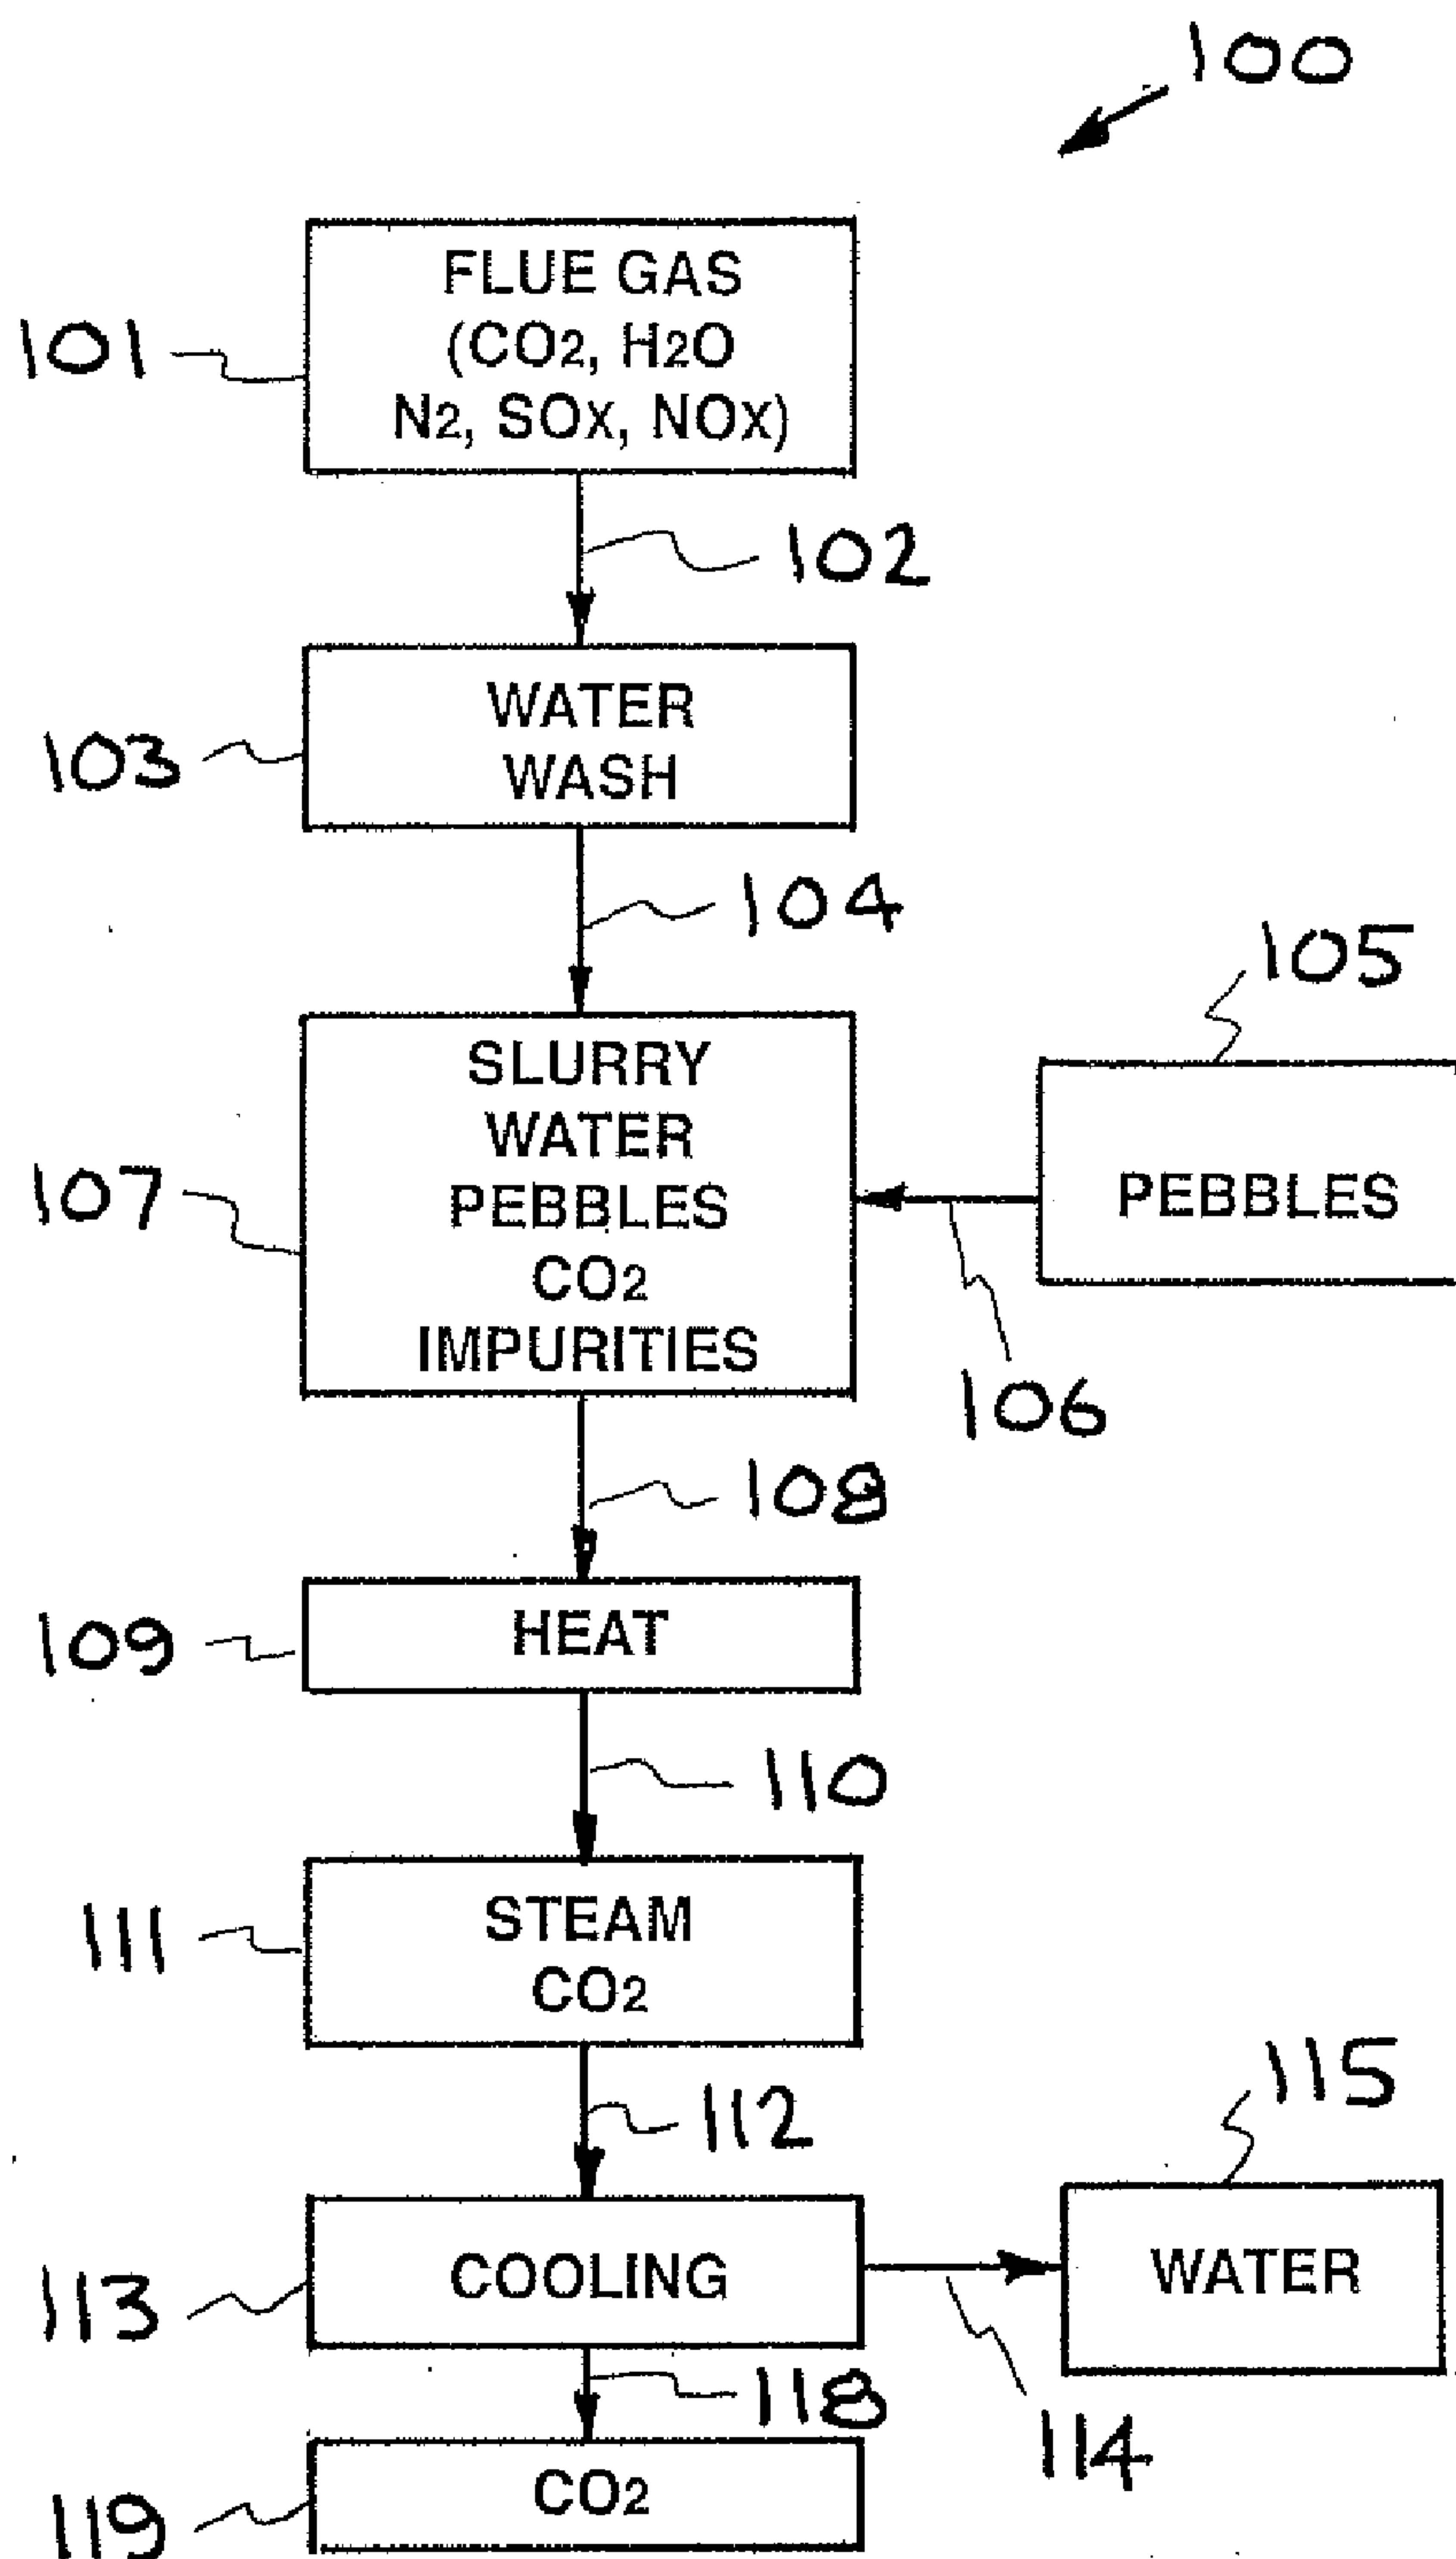 100
101
FLUE GAS
(CO2, H2O
N2, SOX, NOX)
102
103
WATER
WASH
104
105
107
SLURRY
WATER
PEBBLES
CO2
IMPURITIES
PEBBLES
106
108
109
HEAT
110
111
STEAM
CO2
112
115
113
COOLING
WATER
118
114
119
CO2